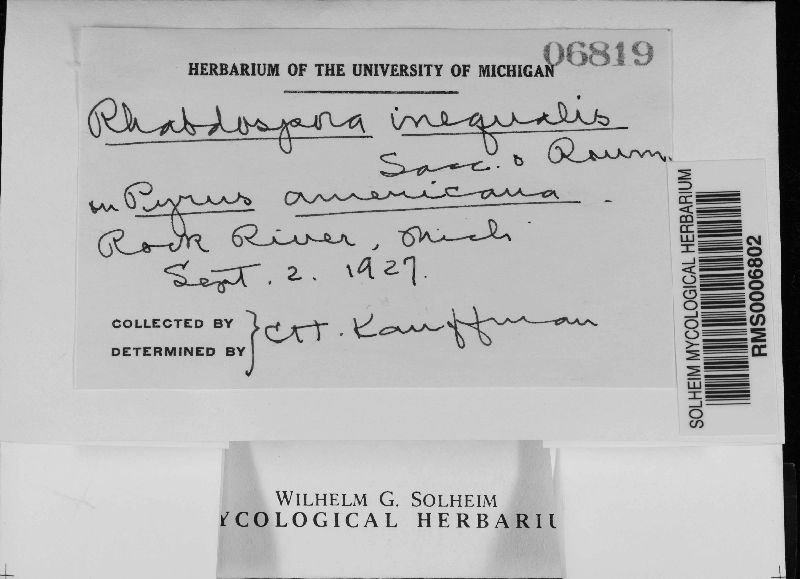 06819
HERBARIUM OF THE UNIVERSITY OF MICHIGAN
Rhabdospora inequalis
Sacc. & Roum.
on Pyrus americana.
Rock River, Mich.
Sept. 2. 1927.
COLLECTED BY
DETERMINED BY } C.H. Kauffman
SOLHEIM MYCOLOGICAL HERBARIUM
RMS0006802
WILHELM G. SOLHEIM
YCOLOGICAL HERBARIU